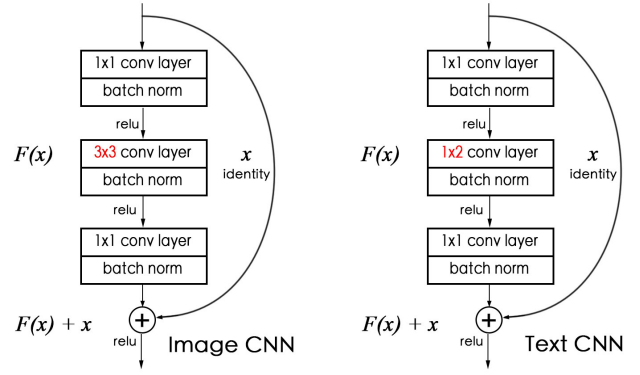 1x1 conv layer
batch norm
relu
F(x)
3x3 conv layer
batch norm
x
identity
relu
1x1 conv layer
batch norm
F(x) + x
+
relu
Image CNN
1x1 conv layer
batch norm
relu
F(x)
1x2 conv layer
batch norm
x
identity
relu
1x1 conv layer
batch norm
F(x) + x
+
relu
Text CNN